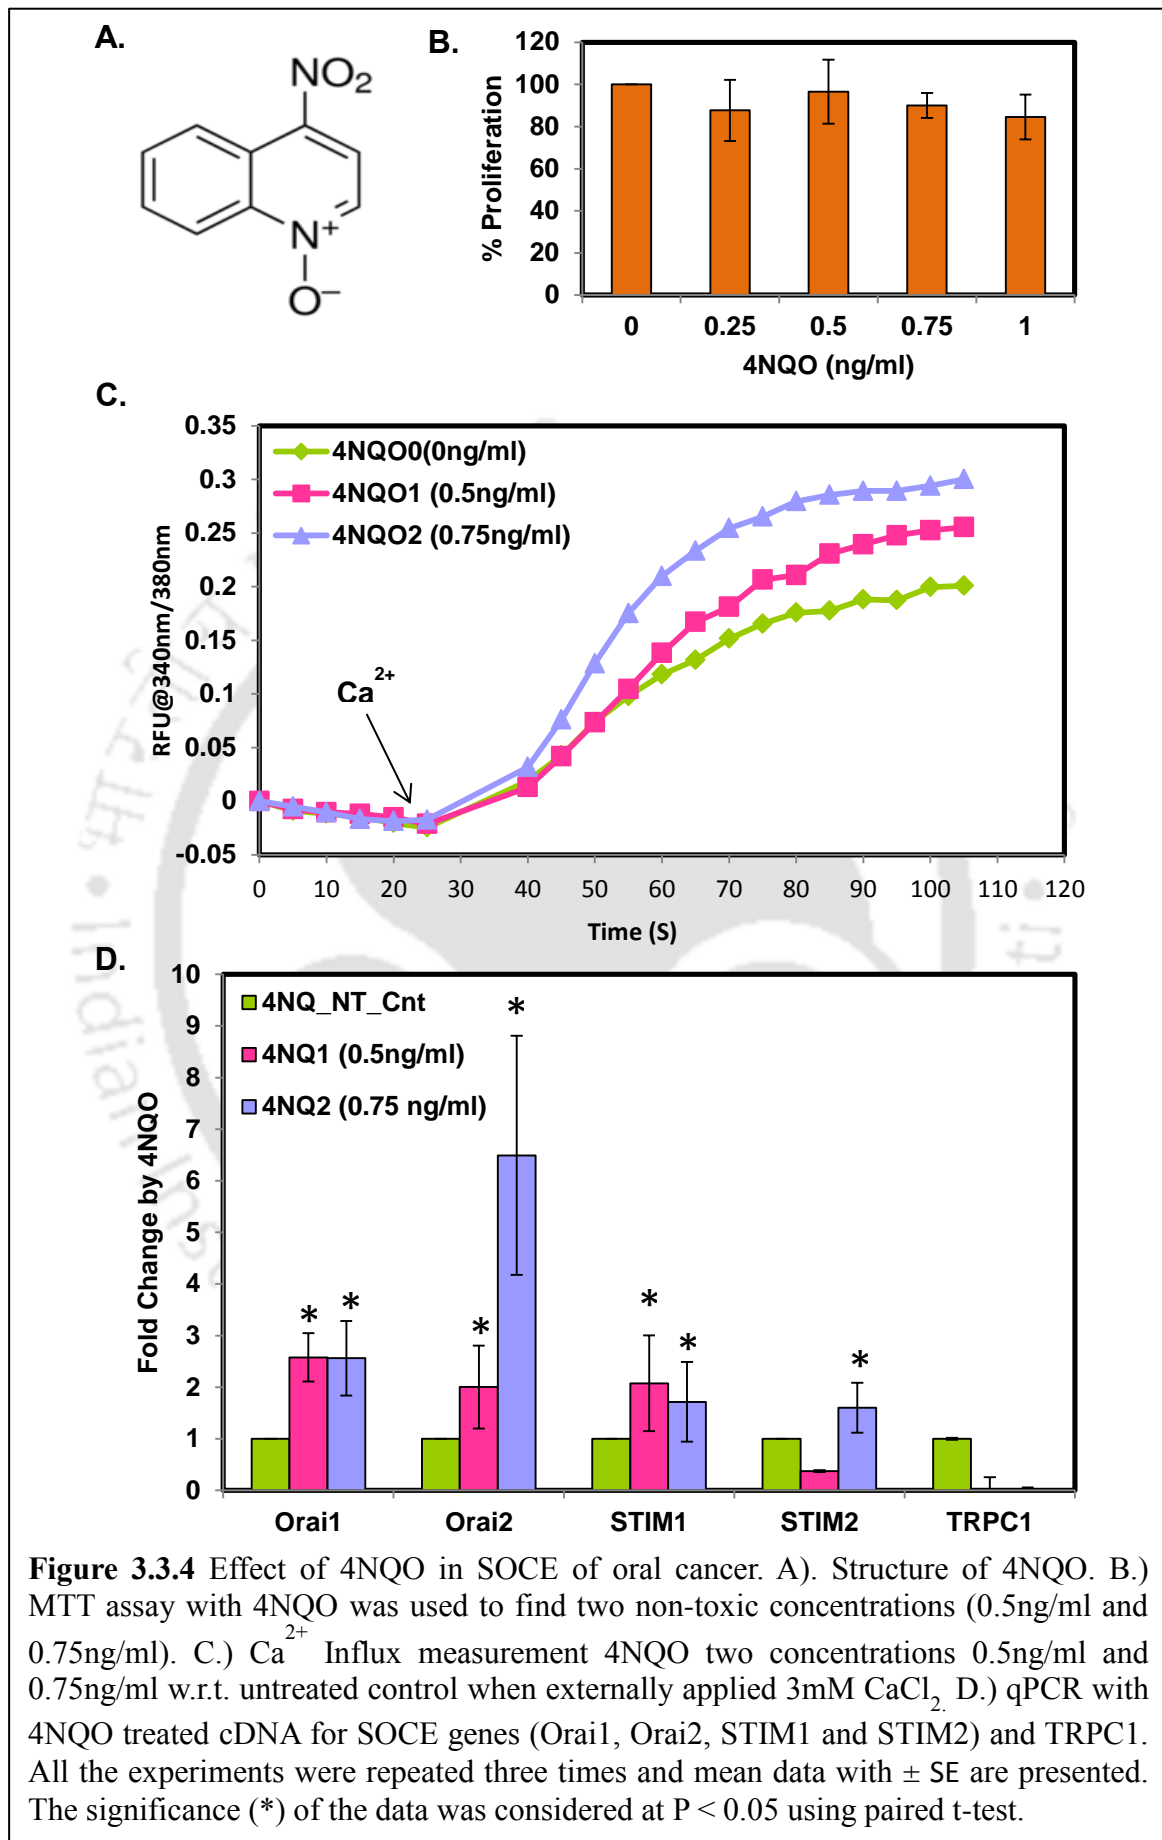 A.
NO2
N+
O–
B.
120
100
80
60
40
20
0
% Proliferation
0 0.25 0.5 0.75 1
4NQO (ng/ml)
C.
0.35
0.3
0.25
0.2
0.15
0.1
0.05
0
-0.05
RFU@340nm/380nm
4NQO0(0ng/ml)
4NQO1 (0.5ng/ml)
4NQO2 (0.75ng/ml)
Ca2+
0 10 20 30 40 50 60 70 80 90 100 110 120
Time (S)
D.
10
9
8
7
6
5
4
3
2
1
0
Fold Change by 4NQO
4NQ_NT_Cnt
4NQ1 (0.5ng/ml)
4NQ2 (0.75 ng/ml)
* * * * * * *
Orai1 Orai2 STIM1 STIM2 TRPC1
Figure 3.3.4 Effect of 4NQO in SOCE of oral cancer. A). Structure of 4NQO. B.)
MTT assay with 4NQO was used to find two non-toxic concentrations (0.5ng/ml and
0.75ng/ml). C.) Ca2+ Influx measurement 4NQO two concentrations 0.5ng/ml and
0.75ng/ml w.r.t. untreated control when externally applied 3mM CaCl2. D.) qPCR with
4NQO treated cDNA for SOCE genes (Orai1, Orai2, STIM1 and STIM2) and TRPC1.
All the experiments were repeated three times and mean data with ± SE are presented.
The significance (*) of the data was considered at P < 0.05 using paired t-test.
Indian Ins
ti